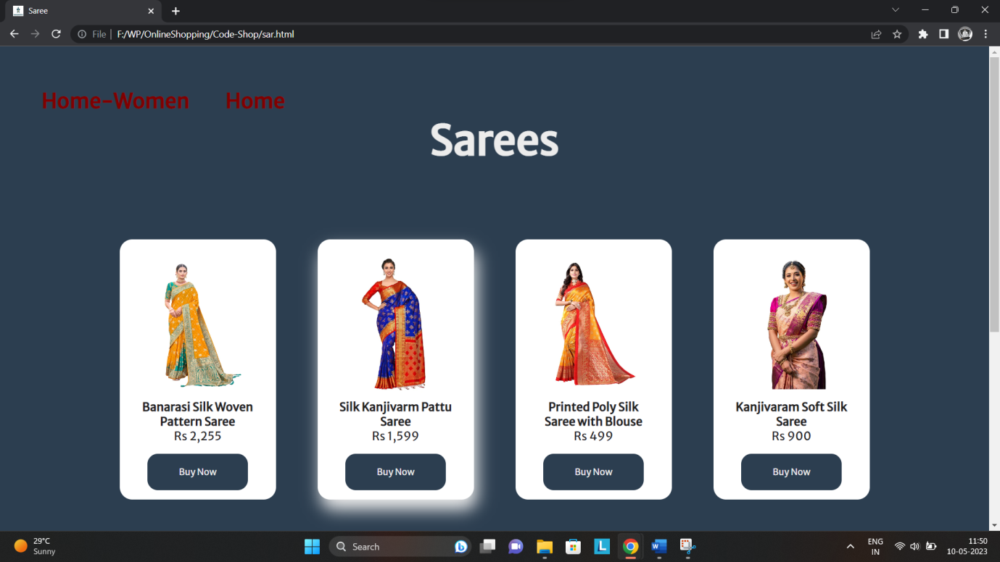 Saree
File | F:/WP/OnlineShopping/Code-Shop/sar.html
Home-Women Home
Sarees
Banarasi Silk Woven
Pattern Saree
Rs 2,255
Buy Now
Silk Kanjivarm Pattu
Saree
Rs 1,599
Buy Now
Printed Poly Silk
Saree with Blouse
Rs 499
Buy Now
Kanjivaram Soft Silk
Saree
Rs 900
Buy Now
29°C
Sunny
Search
L
W
ENG
IN
11:50
10-05-2023